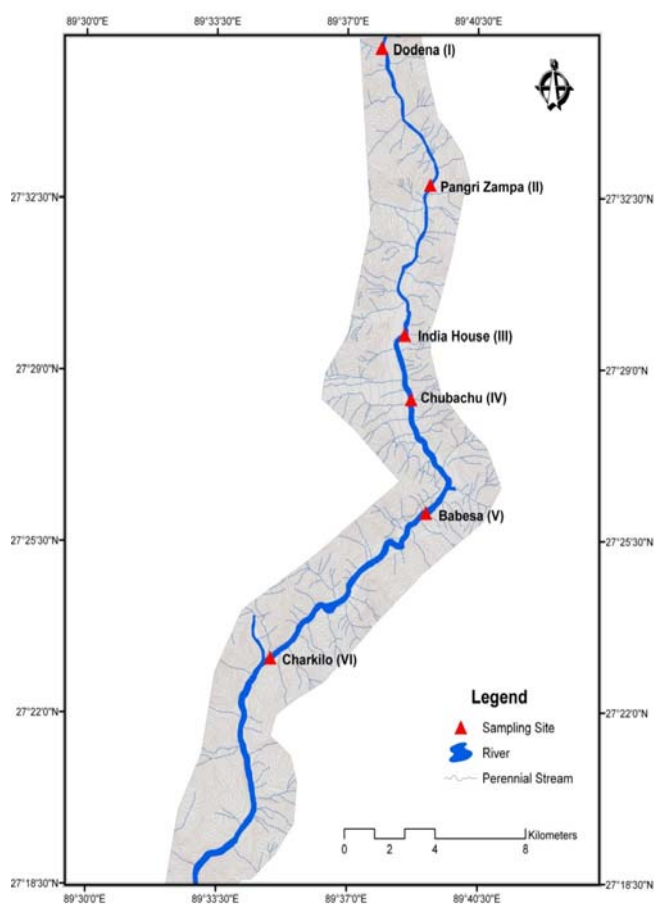 89°30'0"E 89°33'30"E 89°37'0"E 89°40'30"E
Dodena (I)
Pangri Zampa (II)
27°32'30"N 27°32'30"N
India House (III)
27°29'0"N 27°29'0"N
Chubachu (IV)
Babesa (V)
27°25'30"N 27°25'30"N
Charkilo (VI)
Legend
27°22'0"N 27°22'0"N
Sampling Site
River
Perennial Stream
Kilometers
0 2 4 8
27°18'30"N 27°18'30"N
89°30'0"E 89°33'30"E 89°37'0"E 89°40'30"E